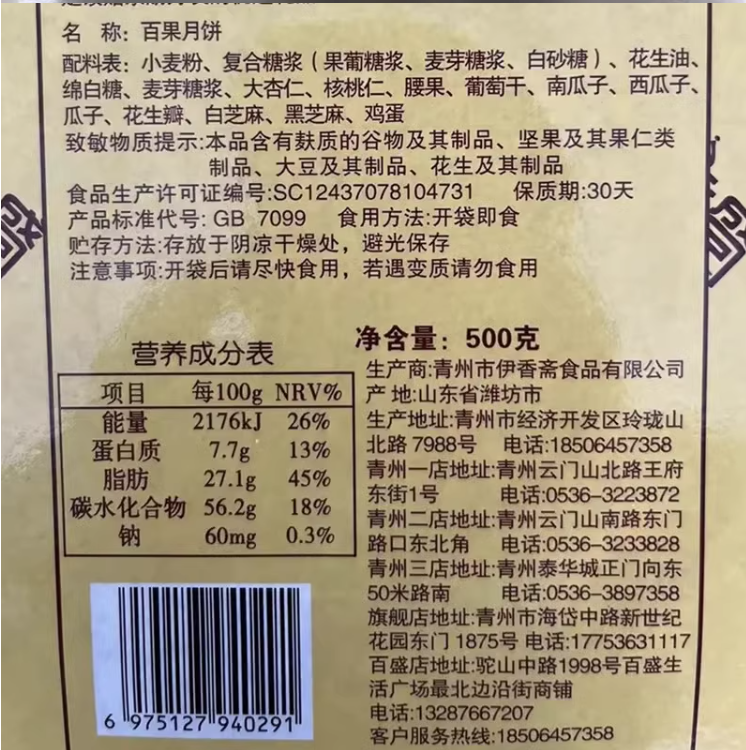 名 称: 百果月饼
配料表: 小麦粉、复合糖浆（果葡糖浆、麦芽糖浆、白砂糖）、花生油、
绵白糖、麦芽糖浆、大杏仁、核桃仁、腰果、葡萄干、南瓜子、西瓜子、
瓜子、花生瓣、白芝麻、黑芝麻、鸡蛋
致敏物质提示:本品含有麸质的谷物及其制品、坚果及其果仁类
制品、大豆及其制品、花生及其制品
食品生产许可证编号:SC12437078104731 保质期:30天
产品标准代号: GB 7099 食用方法:开袋即食
贮存方法:存放于阴凉干燥处，避光保存
注意事项:开袋后请尽快食用，若遇变质请勿食用
营养成分表
项目 每100g NRV%
能量 2176kJ 26%
蛋白质 7.7g 13%
脂肪 27.1g 45%
碳水化合物 56.2g 18%
钠 60mg 0.3%
净含量: 500克
生产商:青州市伊香斋食品有限公司
产 地:山东省潍坊市
生产地址:青州市经济开发区玲珑山
北路 7988号 电话:18506457358
青州一店地址:青州云门山北路王府
东街1号 电话:0536–3223872
青州二店地址:青州云门山南路东门
路口东北角 电话:0536–3233828
青州三店地址:青州泰华城正门向东
50米路南 电话:0536–3897358
旗舰店地址:青州市海岱中路新世纪
花园东门 1875号 电话:17753631117
百盛店地址:驼山中路1998号百盛生
活广场最北边沿街商铺
电话:13287667207
客户服务热线:18506457358
6 975127 940291